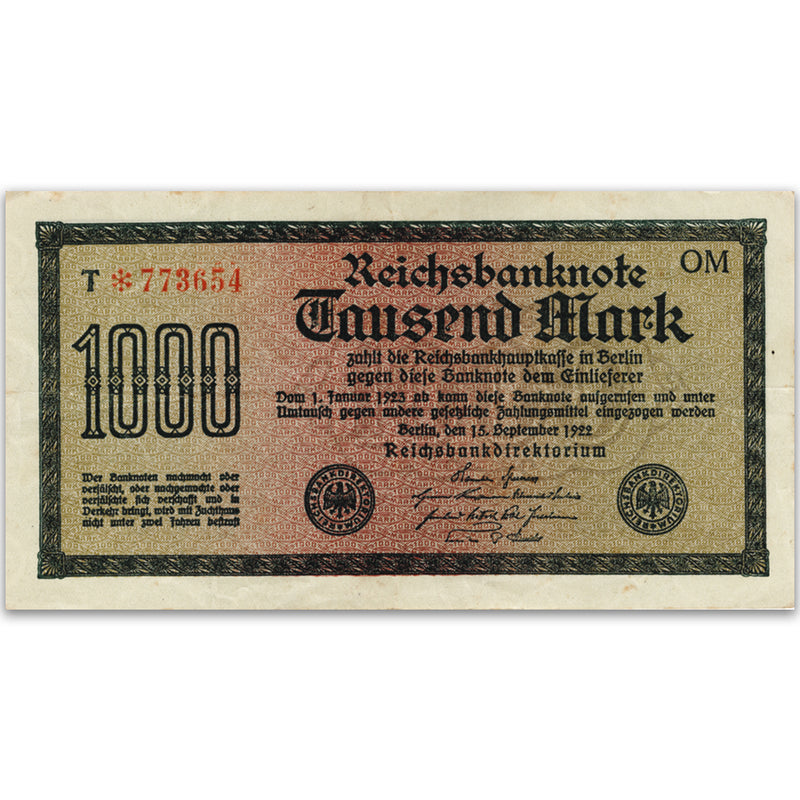 T *773654
OM
1000
Reichsbanknote
Tausend Mark
zahlt die Reichsbankhauptkasse in Berlin
gegen diese Banknote dem Einlieferer
Vom 1. Januar 1923 ab kann diese Banknote aufgerufen und unter
Umtausch gegen andere gesetzliche Zahlungsmittel eingezogen werden
Berlin, den 15. September 1922
Reichsbankdirektorium
Wer Banknoten nachmacht oder
verfälscht, oder nachgemachte oder
verfälschte sich verschafft und in
Verkehr bringt, wird mit Zuchthaus
nicht unter zwei Jahren bestraft
REICHSBANKDIREKTORIUM
REICHSBANKDIREKTORIUM